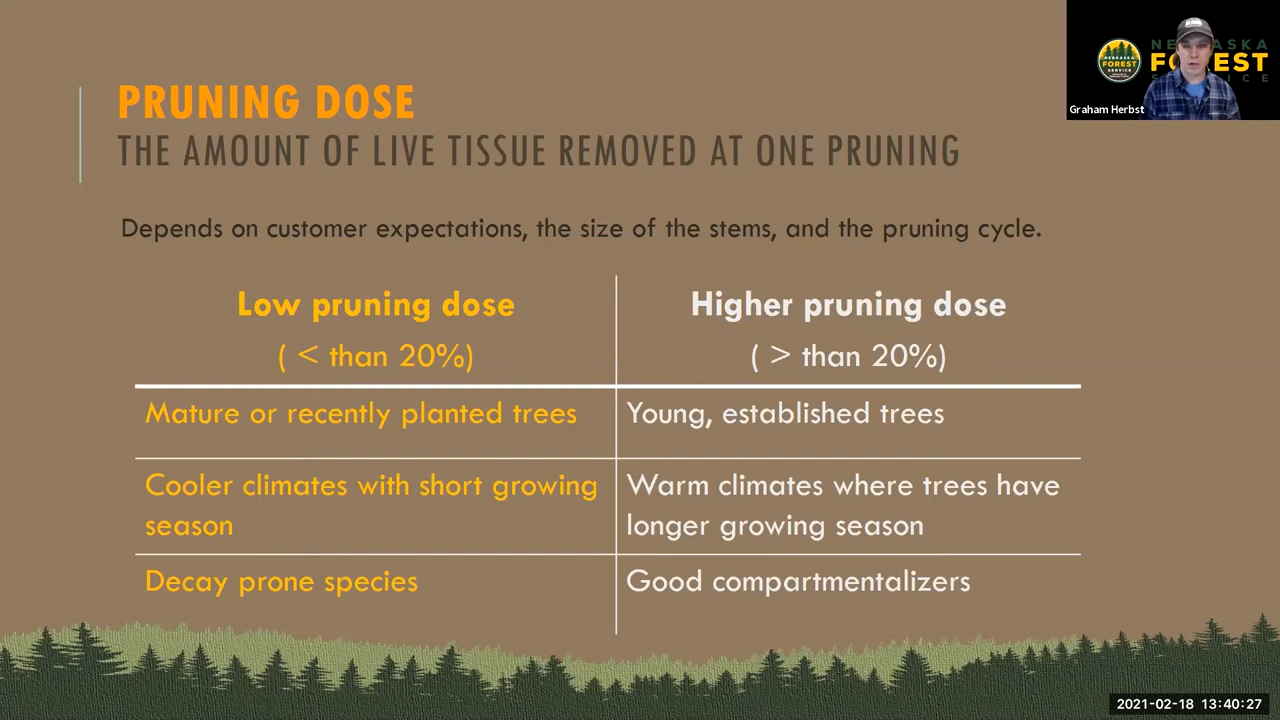 NEBRASKA
FOREST
SERVICE
NEBRASKA
FOREST
SERVICE
Graham Herbst
PRUNING DOSE
THE AMOUNT OF LIVE TISSUE REMOVED AT ONE PRUNING
Depends on customer expectations, the size of the stems, and the pruning cycle.
Low pruning dose
( < than 20%)
Higher pruning dose
( > than 20%)
Mature or recently planted trees
Young, established trees
Cooler climates with short growing
season
Warm climates where trees have
longer growing season
Decay prone species
Good compartmentalizers
2021-02-18 13:40:27